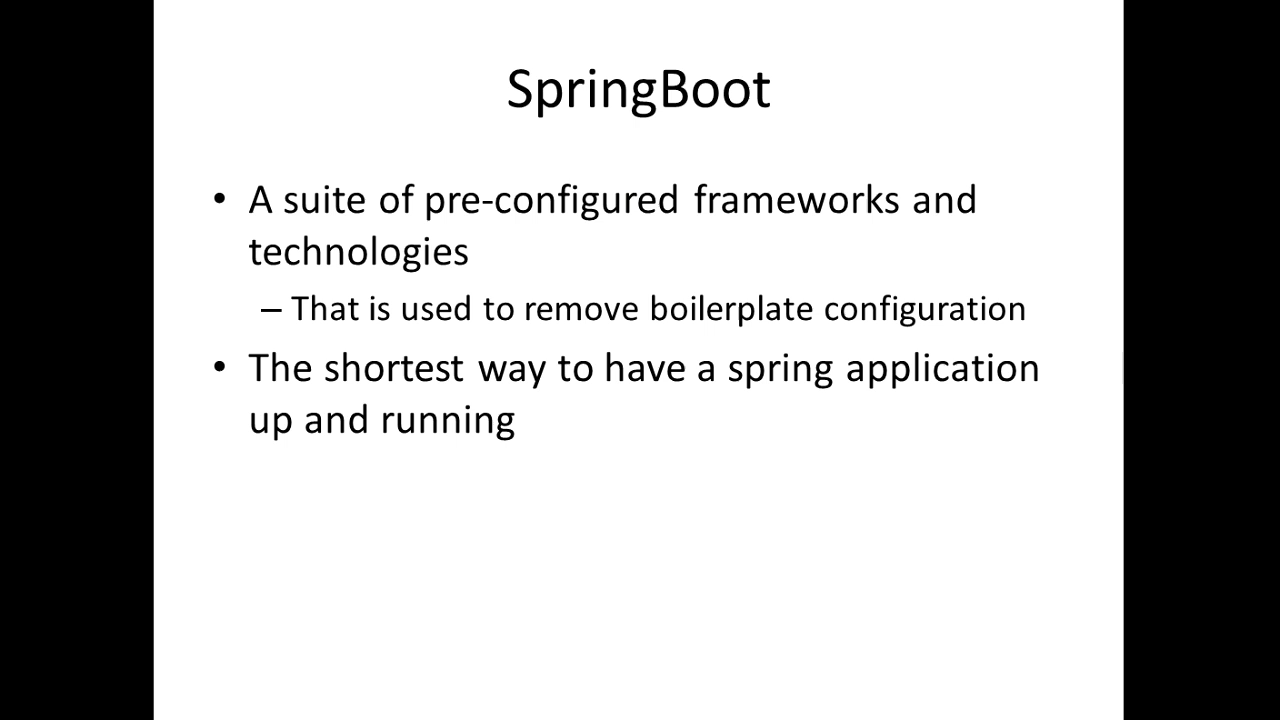 SpringBoot
• A suite of pre-configured frameworks and
technologies
– That is used to remove boilerplate configuration
• The shortest way to have a spring application
up and running